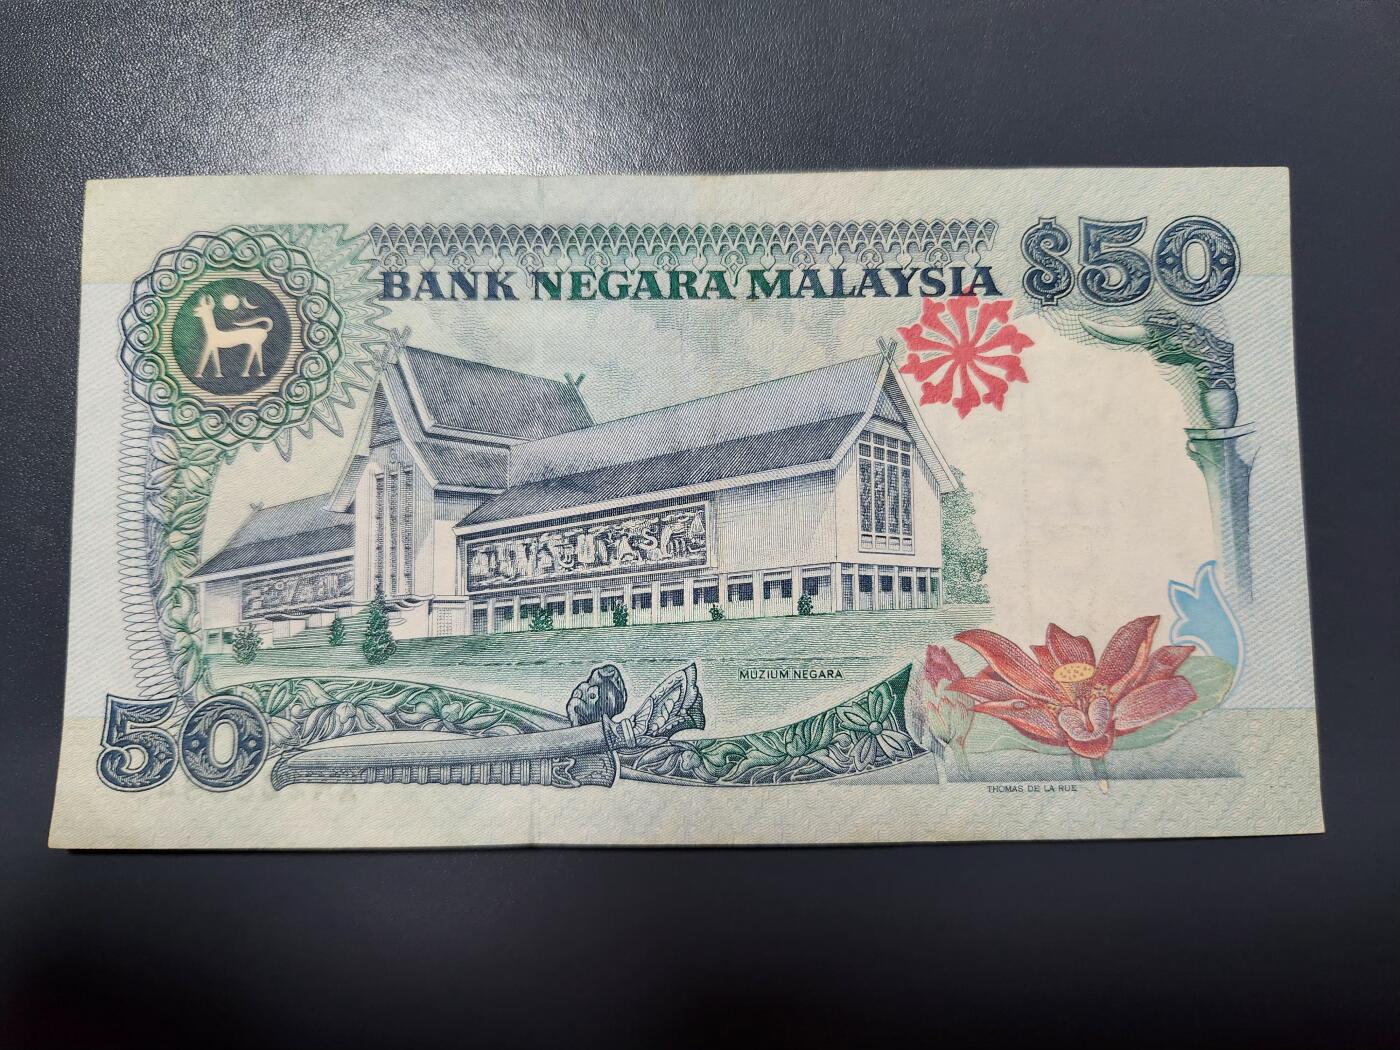 BANK NEGARA MALAYSIA
$50
MUZIUM NEGARA
50
THOMAS DE LA RUE